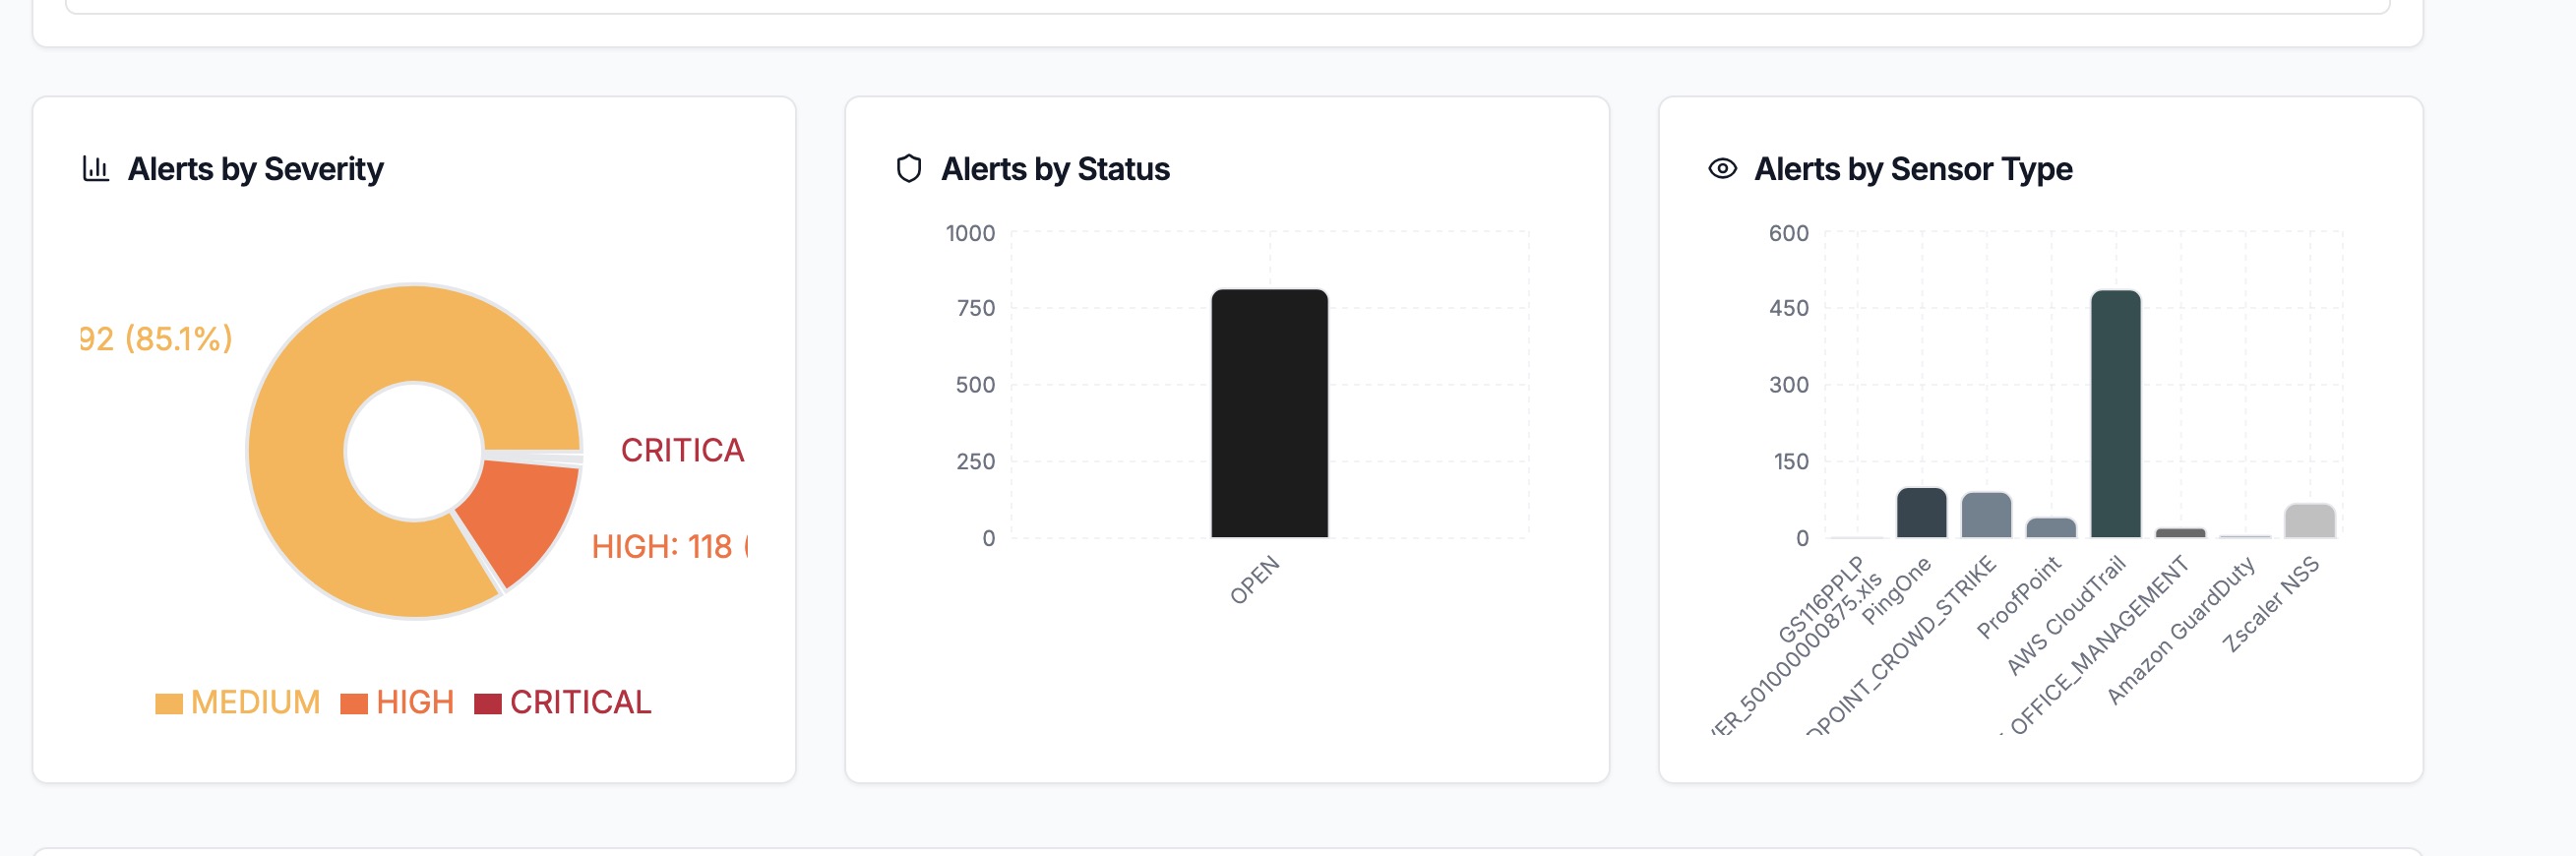 Alerts by Severity
92 (85.1%)
CRITICA
HIGH: 118 (
MEDIUM HIGH CRITICAL
Alerts by Status
1000
750
500
250
0
OPEN
Alerts by Sensor Type
600
450
300
150
0
GS116PPLP
ER_501000000875.xls
PingOne
DPOINT_CROWD_STRIKE
ProofPoint
AWS CloudTrail
OFFICE_MANAGEMENT
Amazon GuardDuty
Zscaler NSS